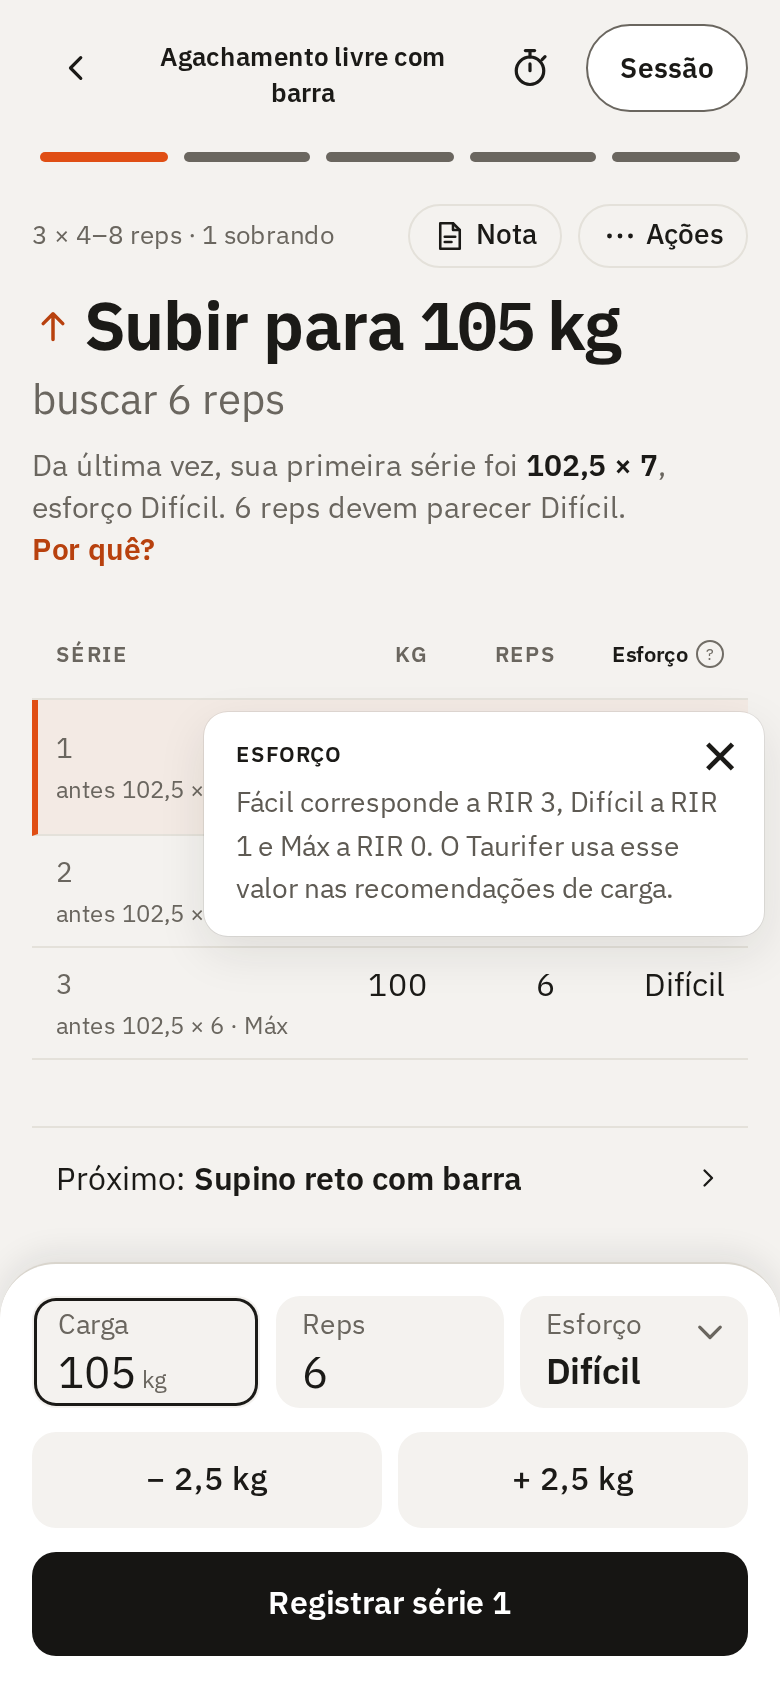 Agachamento livre com
barra
Sessão
3 × 4–8 reps · 1 sobrando
Nota
Ações
↑ Subir para 105 kg
buscar 6 reps
Da última vez, sua primeira série foi 102,5 × 7,
esforço Difícil. 6 reps devem parecer Difícil.
Por quê?
SÉRIE KG REPS Esforço ?
1
antes 102,5 ×
ESFORÇO
Fácil corresponde a RIR 3, Difícil a RIR
1 e Máx a RIR 0. O Taurifer usa esse
valor nas recomendações de carga.
2
antes 102,5 ×
3 100 6 Difícil
antes 102,5 × 6 · Máx
Próximo: Supino reto com barra
Carga
105 kg
Reps
6
Esforço
Difícil
− 2,5 kg
+ 2,5 kg
Registrar série 1